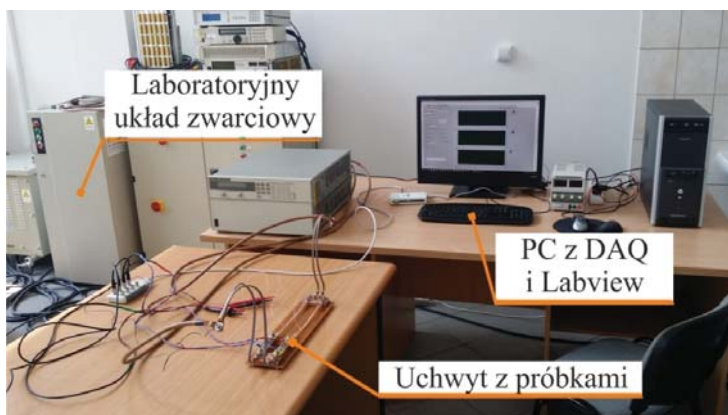 Laboratoryjny
układ zwarciowy
PC z DAQ
i Labview
Uchwyt z próbkami